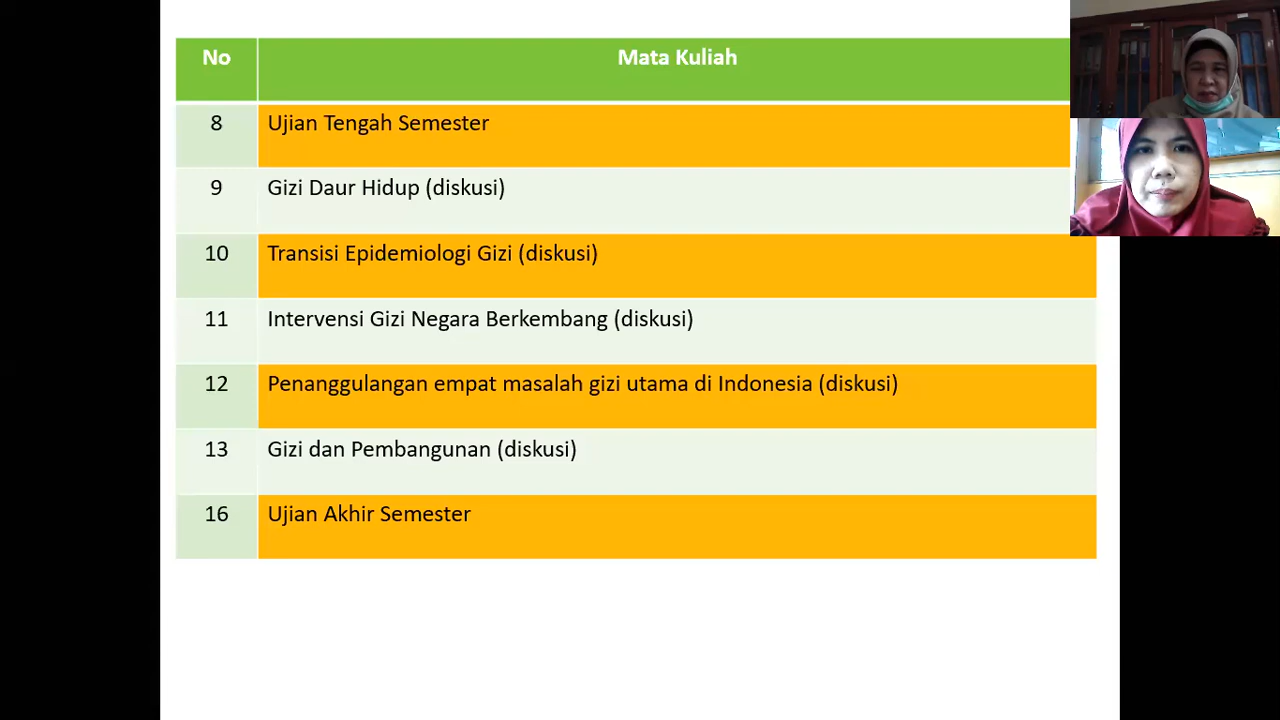 No Mata Kuliah
8 Ujian Tengah Semester
9 Gizi Daur Hidup (diskusi)
10 Transisi Epidemiologi Gizi (diskusi)
11 Intervensi Gizi Negara Berkembang (diskusi)
12 Penanggulangan empat masalah gizi utama di Indonesia (diskusi)
13 Gizi dan Pembangunan (diskusi)
16 Ujian Akhir Semester